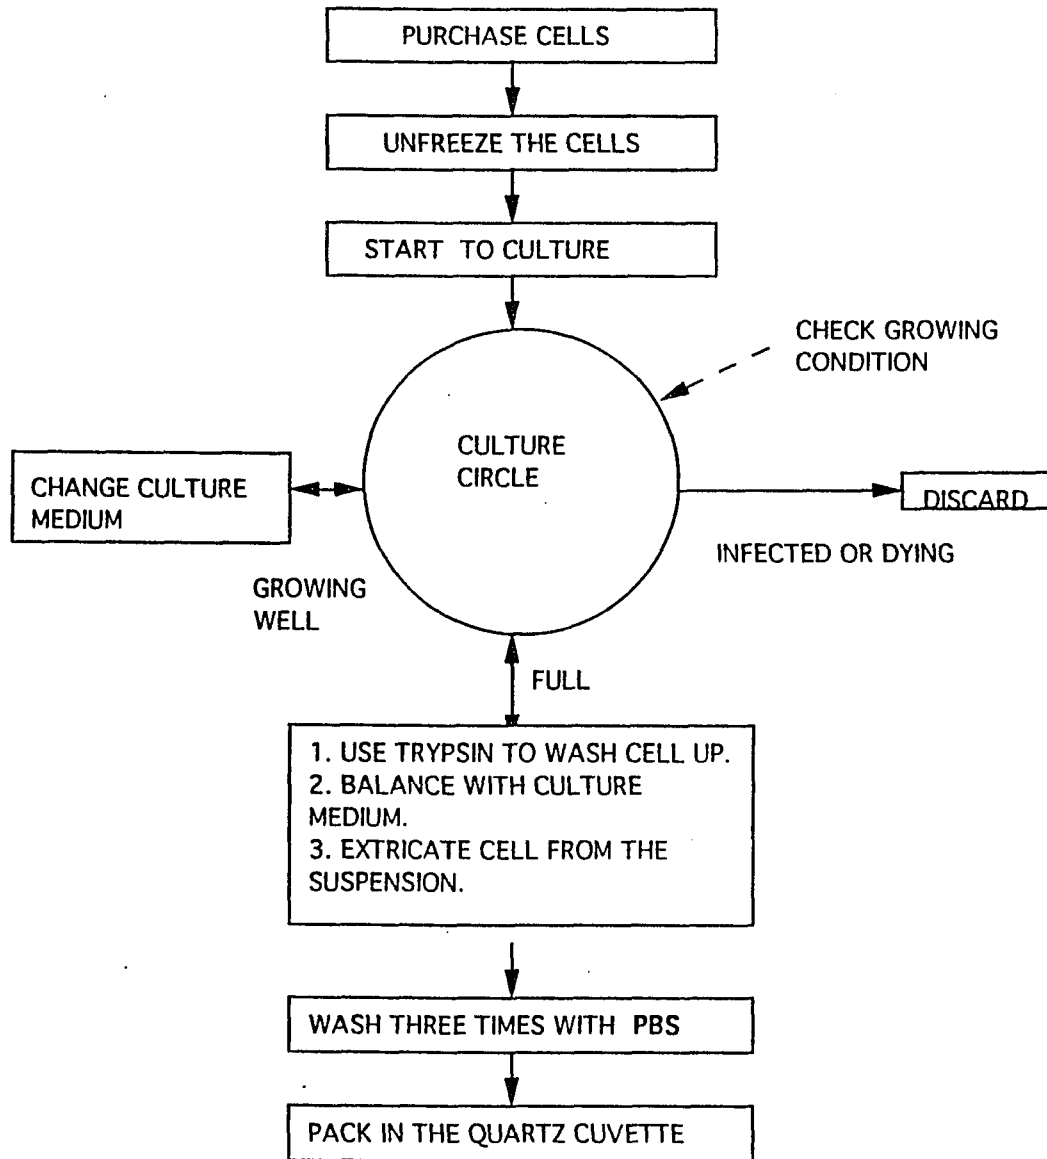 PURCHASE CELLS
UNFREEZE THE CELLS
START TO CULTURE
CHECK GROWING
CONDITION
CULTURE
CIRCLE
CHANGE CULTURE
MEDIUM
DISCARD
INFECTED OR DYING
GROWING
WELL
FULL
1. USE TRYPSIN TO WASH CELL UP.
2. BALANCE WITH CULTURE
MEDIUM.
3. EXTRICATE CELL FROM THE
SUSPENSION.
WASH THREE TIMES WITH PBS
PACK IN THE QUARTZ CUVETTE